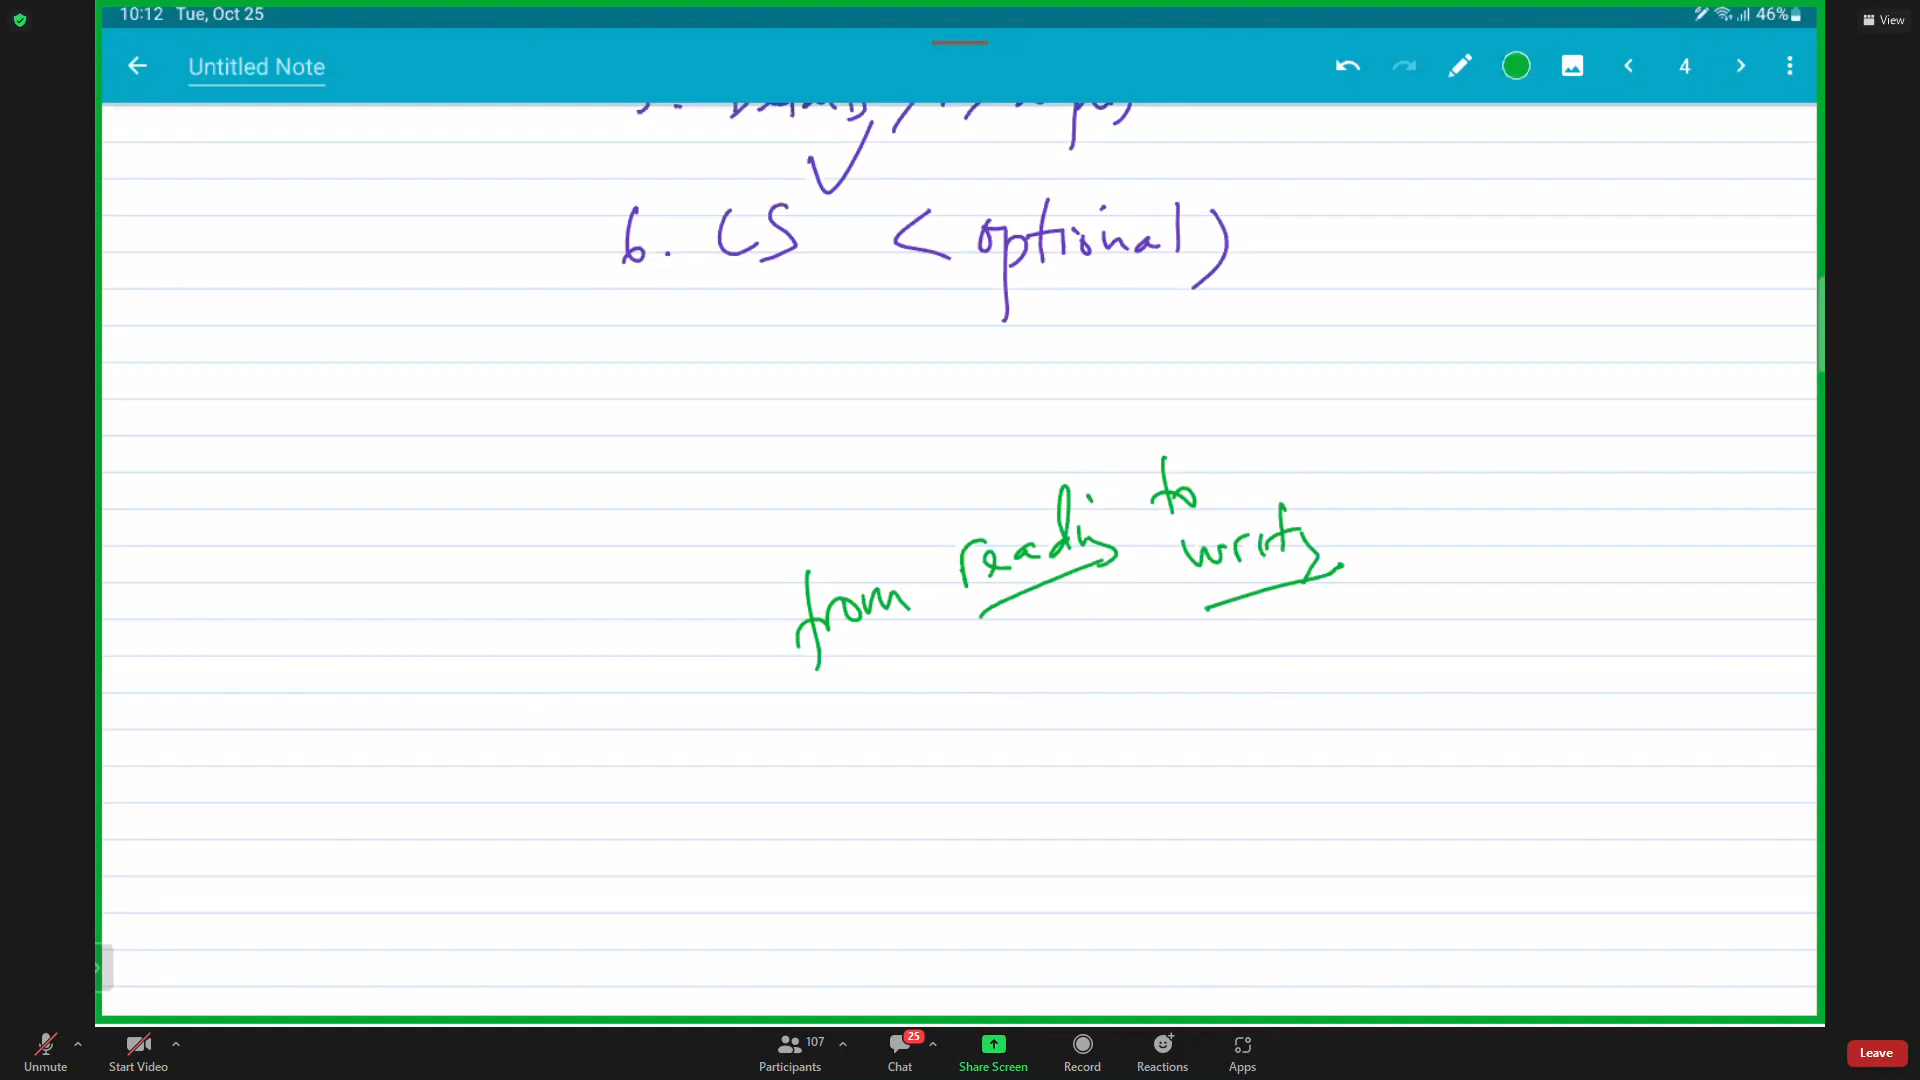 10:12 Tue, Oct 25 46%
View
Untitled Note 4
6. CS (optional)
from reading to writing
107 25
Unmute Start Video Participants Chat Share Screen Record Reactions Apps Leave